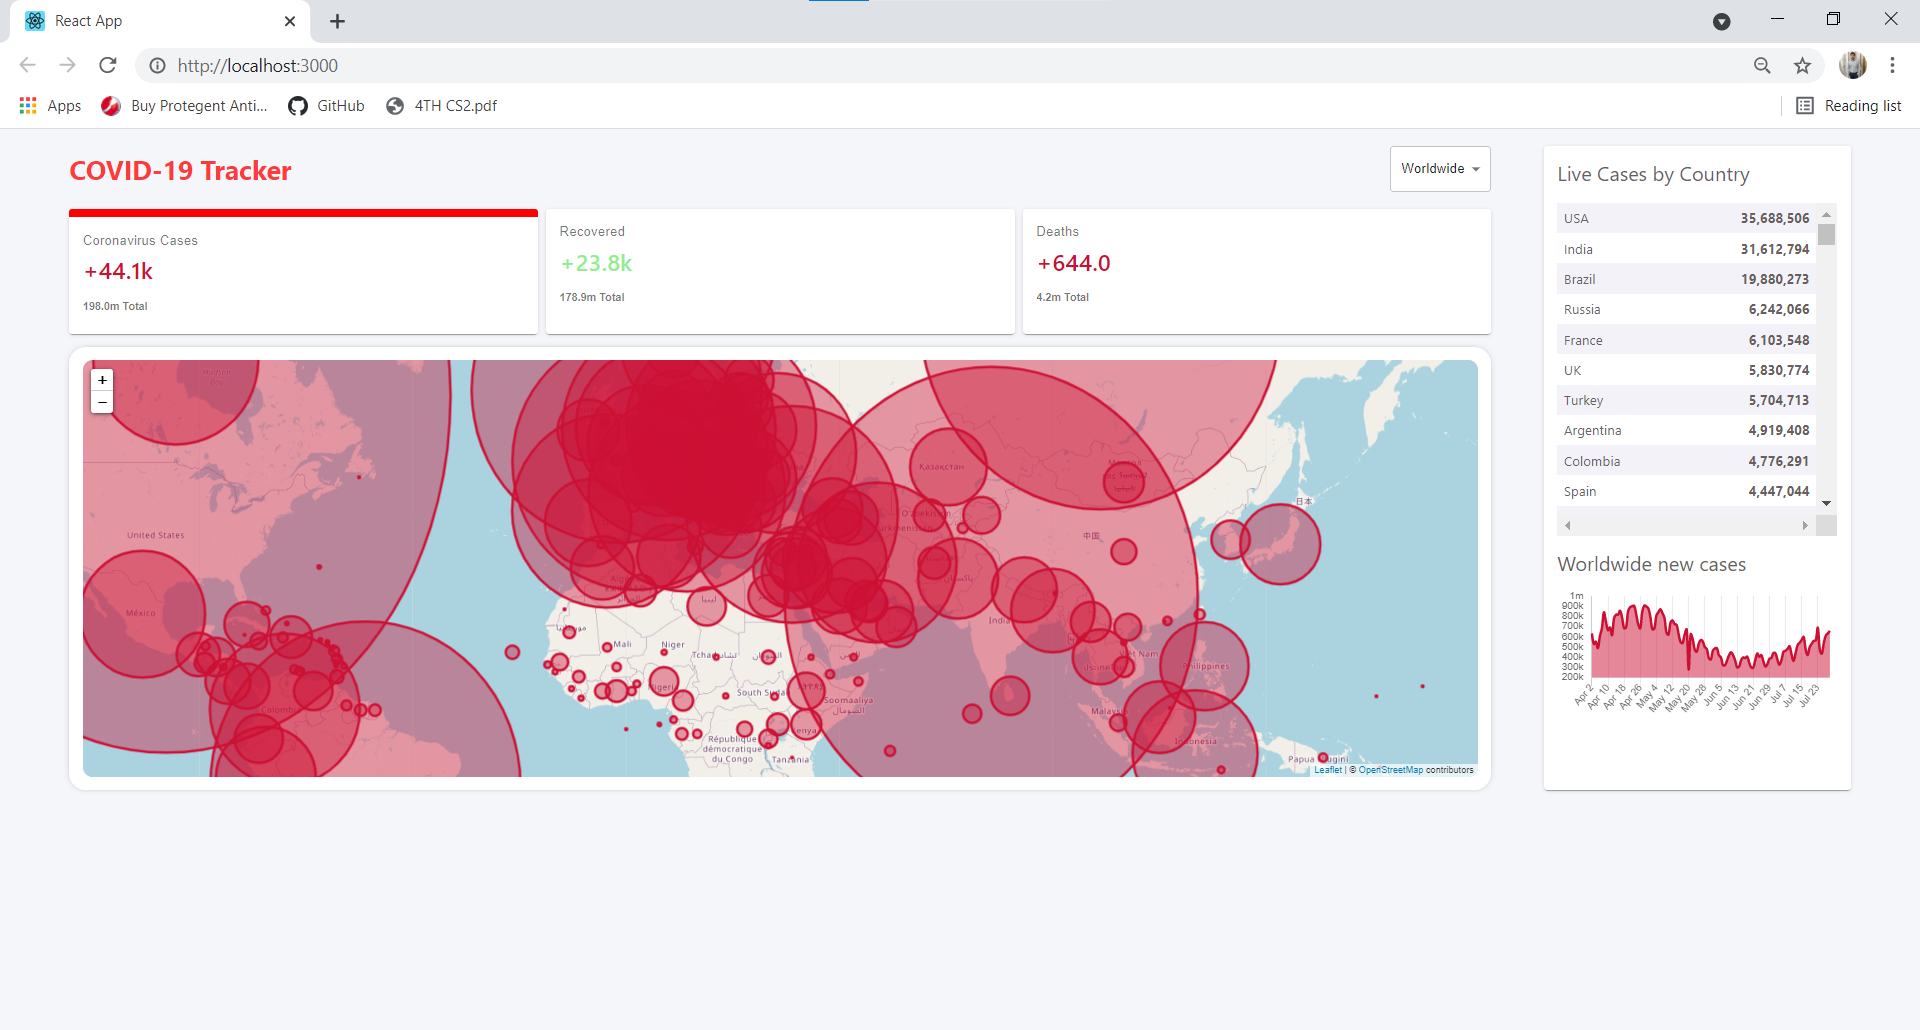 React App
http://localhost:3000
Apps
Buy Protegent Anti...
GitHub
4TH CS2.pdf
Reading list
COVID-19 Tracker
Worldwide
Coronavirus Cases
+44.1k
198.0m Total
Recovered
+23.8k
178.9m Total
Deaths
+644.0
4.2m Total
+
−
Hudson Bay
United States
México
Colombia
Казахстан
中国
日本
پاکستان
India
ليبيا
Mali
Niger
South Suda
Soomaaliya
الصومال
République
démocratique
du Congo
Tanzania
Việt Nam
Philippines
Malaysia
Indonesia
Papua
Leaflet | © OpenStreetMap contributors
Live Cases by Country
USA 35,688,506
India 31,612,794
Brazil 19,880,273
Russia 6,242,066
France 6,103,548
UK 5,830,774
Turkey 5,704,713
Argentina 4,919,408
Colombia 4,776,291
Spain 4,447,044
Worldwide new cases
1m
900k
800k
700k
600k
500k
400k
300k
200k
Apr 2
Apr 10
Apr 18
Apr 26
May 4
May 12
May 20
May 28
Jun 5
Jun 13
Jun 21
Jun 29
Jul 7
Jul 15
Jul 23